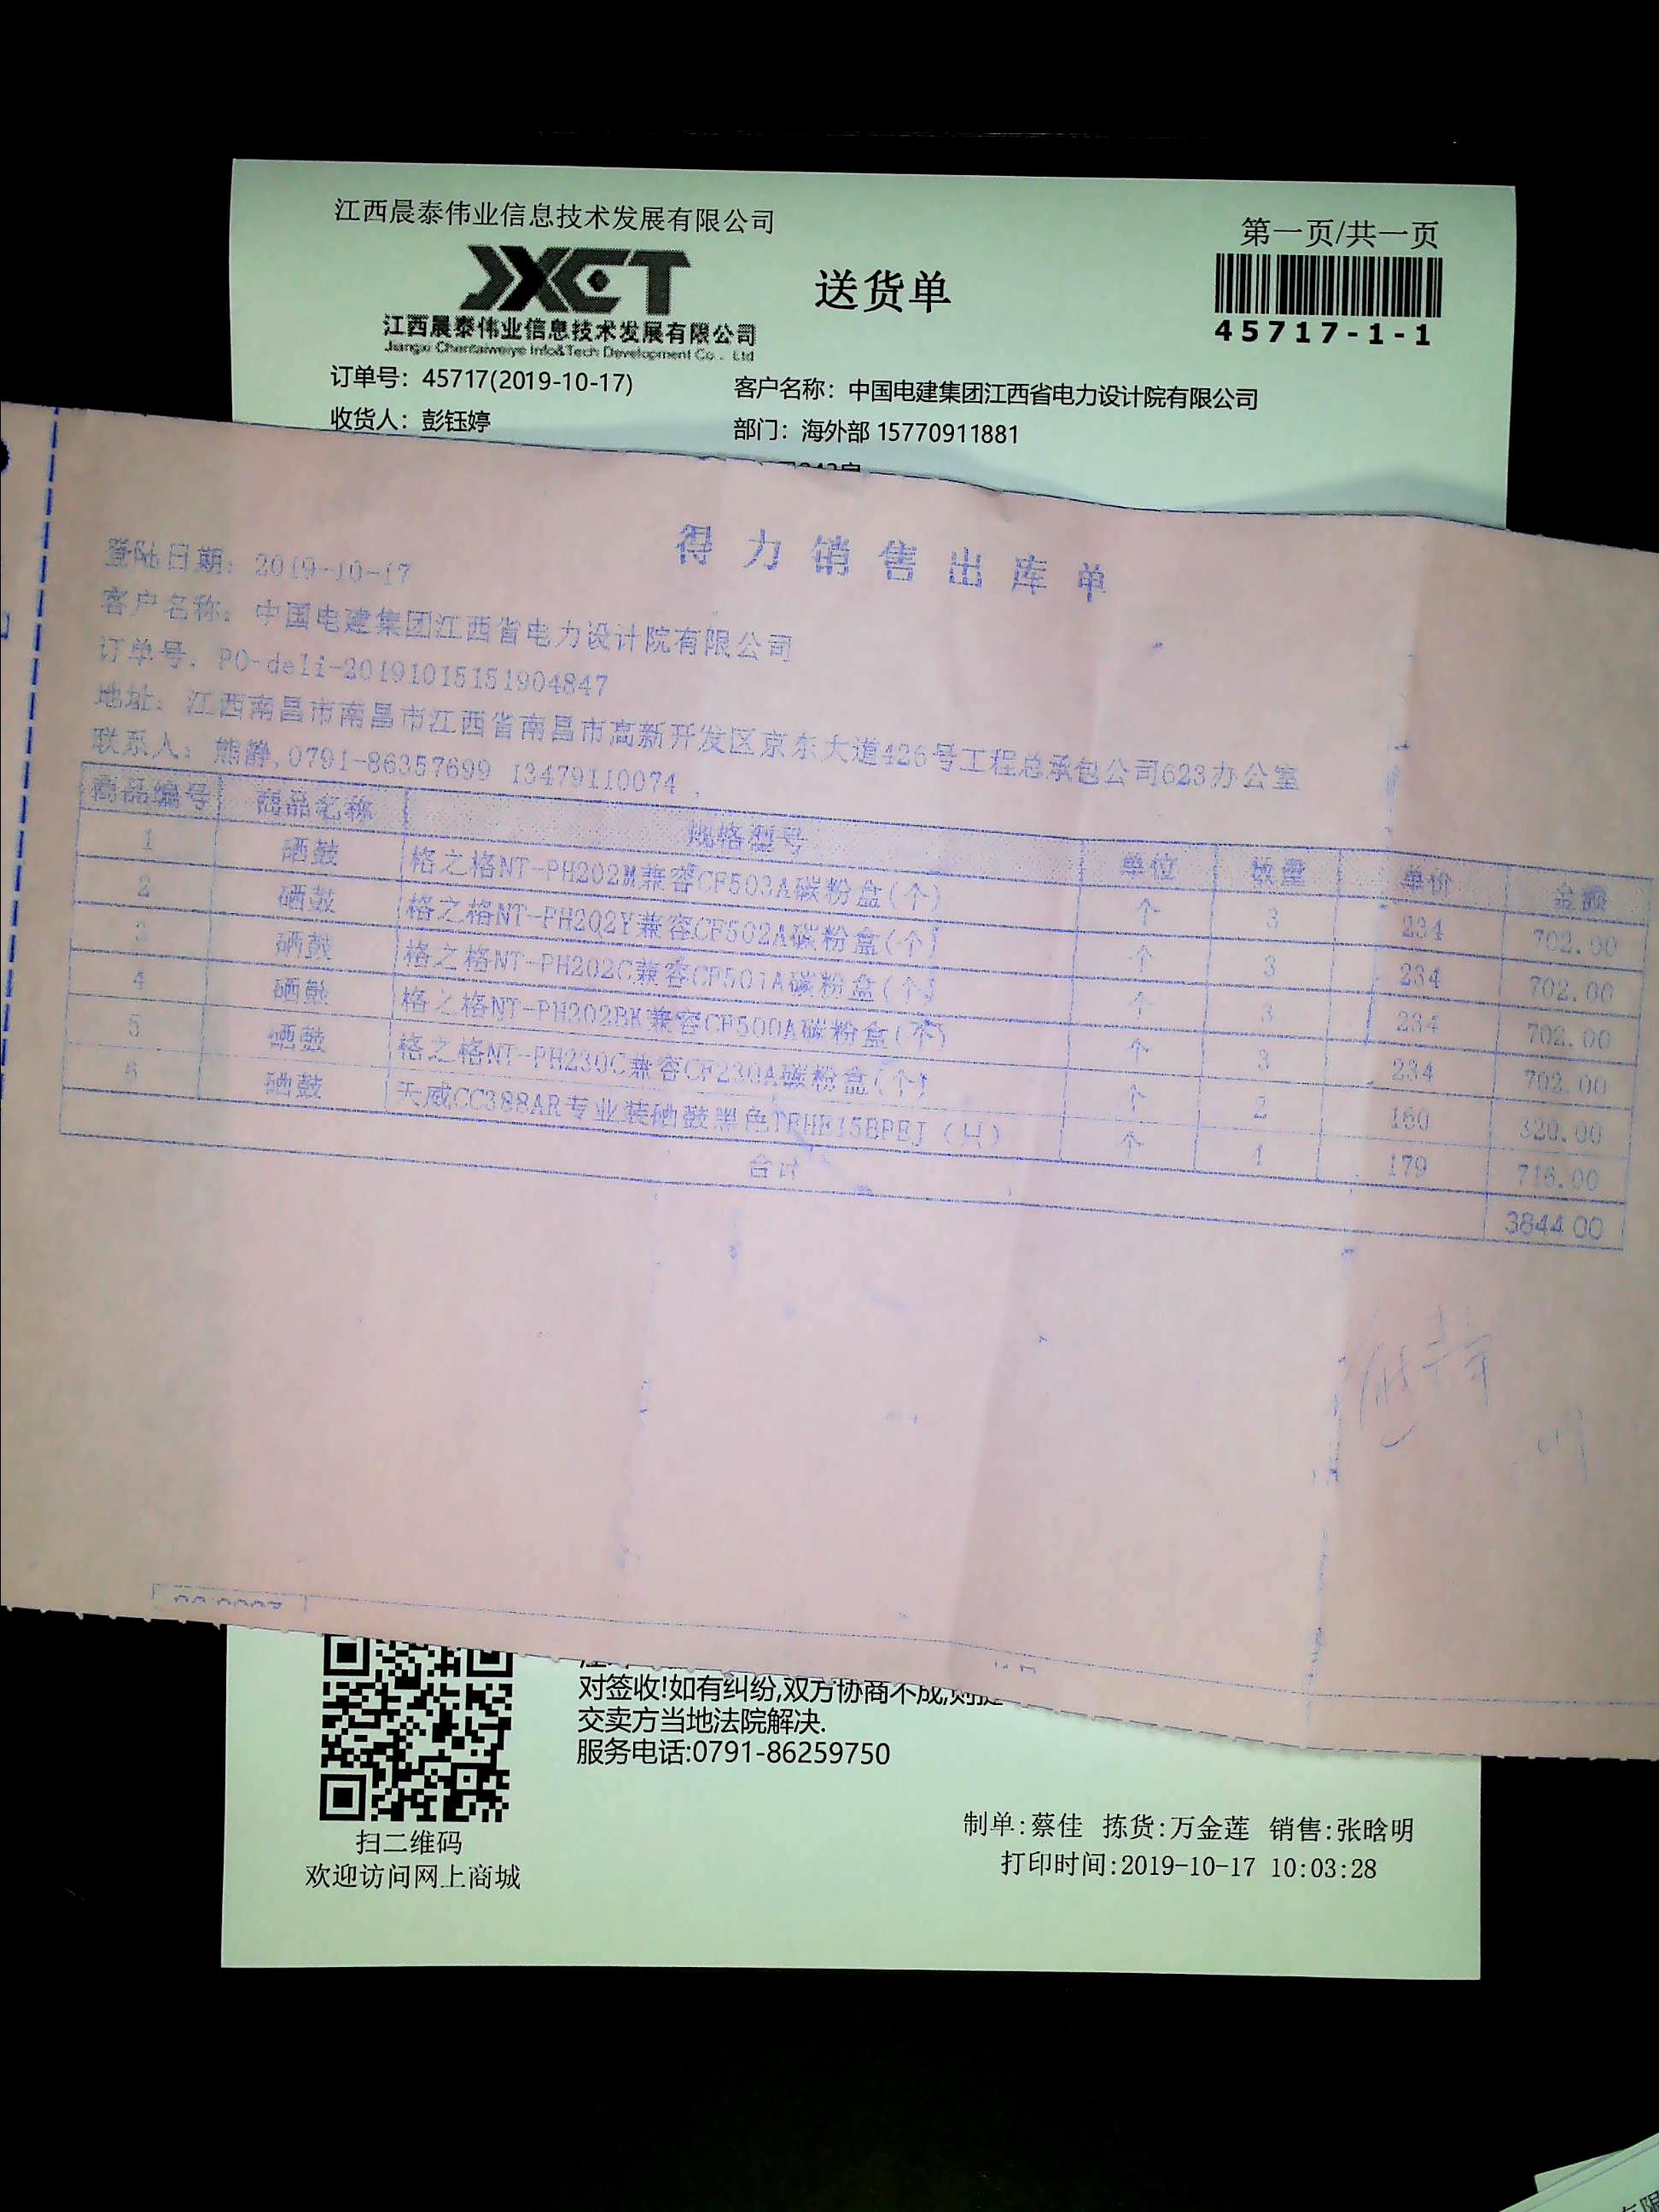 江西晨泰伟业信息技术发展有限公司
第一页/共一页
JXCT
送货单
江西晨泰伟业信息技术发展有限公司
Jiangxi Chentaiweiye Info&Tech Development Co., Ltd
45717-1-1
订单号: 45717(2019-10-17)
客户名称: 中国电建集团江西省电力设计院有限公司
收货人: 彭钰婷
部门: 海外部 15770911881
得力销售出库单
登陆日期: 2019-10-17
客户名称: 中国电建集团江西省电力设计院有限公司
订单号: PO-deli-20191015151904847
地址: 江西南昌市南昌市江西省南昌市高新开发区京东大道426号工程总承包公司623办公室
联系人: 熊静,0791-86357699 13479110074
商品编号 商品名称 规格型号 单位 数量 单价 金额
1 硒鼓 格之格NT-PH202M兼容CF503A碳粉盒(个) 个 3 234 702.00
2 硒鼓 格之格NT-PH202Y兼容CF502A碳粉盒(个) 个 3 234 702.00
3 硒鼓 格之格NT-PH202C兼容CF501A碳粉盒(个) 个 3 234 702.00
4 硒鼓 格之格NT-PH202BK兼容CF500A碳粉盒(个) 个 3 234 702.00
5 硒鼓 格之格NT-PH230C兼容CF230A碳粉盒(个) 个 2 160 320.00
6 硒鼓 天威CC388AR专业装硒鼓黑色TRHF15BPRJ(只) 个 4 179 716.00
合计 3844.00
对签收!如有纠纷,双方协商不成,则提
交卖方当地法院解决.
服务电话:0791-86259750
扫二维码
欢迎访问网上商城
制单:蔡佳 拣货:万金莲 销售:张晗明
打印时间:2019-10-17 10:03:28